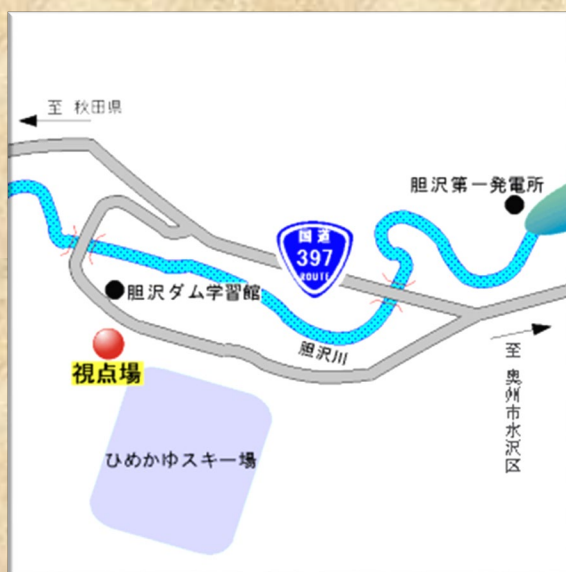 至 秋田県
胆沢第一発電所
国道
397
ROUTE
胆沢ダム学習館
胆沢川
視点場
至 奥州市水沢区
ひめかゆスキー場